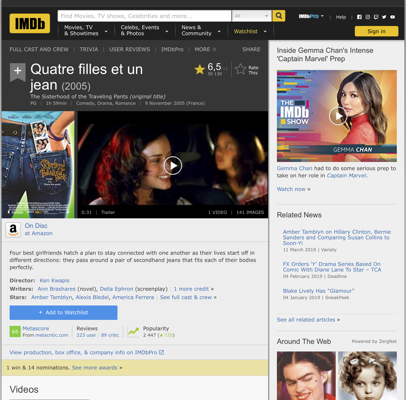 IMDb
Find Movies, TV shows, Celebrities and more...
All
IMDbPro
Help
Movies, TV & Showtimes
Celebs, Events & Photos
News & Community
Watchlist
Sign in
FULL CAST AND CREW | TRIVIA | USER REVIEWS | IMDbPro | MORE
SHARE
Quatre filles et un jean (2005)
The Sisterhood of the Traveling Pants (original title)
PG | 1h 59min | Comedy, Drama, Romance | 9 November 2005 (France)
6,5
Rate This
0:31 | Trailer
1 VIDEO | 141 IMAGES
On Disc
at Amazon
Four best girlfriends hatch a plan to stay connected with one another as their lives start off in
different directions: they pass around a pair of secondhand jeans that fits each of their bodies
perfectly.
Director: Ken Kwapis
Writers: Ann Brashares (novel), Delia Ephron (screenplay) | 1 more credit »
Stars: Amber Tamblyn, Alexis Bledel, America Ferrera | See full cast & crew »
+ Add to Watchlist
Metascore
From metacritic.com
Reviews
223 user | 89 critic
Popularity
View production, box office, & company info on IMDbPro
1 win & 14 nominations. See more awards »
Videos
Inside Gemma Chan's Intense
'Captain Marvel' Prep
THE
IMDb
SHOW
GEMMA CHAN
Gemma Chan had to do some serious prep
to take on her role in Captain Marvel.
Watch now »
Related News
Amber Tamblyn on Hillary Clinton, Bernie
Sanders and Comparing Susan Collins to
Soon-Yi
11 March 2019 | Variety
FX Orders 'Y' Drama Series Based On
Comic With Diane Lane To Star – TCA
04 February 2019 | Deadline
Blake Lively Has "Glamour"
04 January 2019 | SneakPeek
See all related articles »
Around The Web
Powered by ZergNet